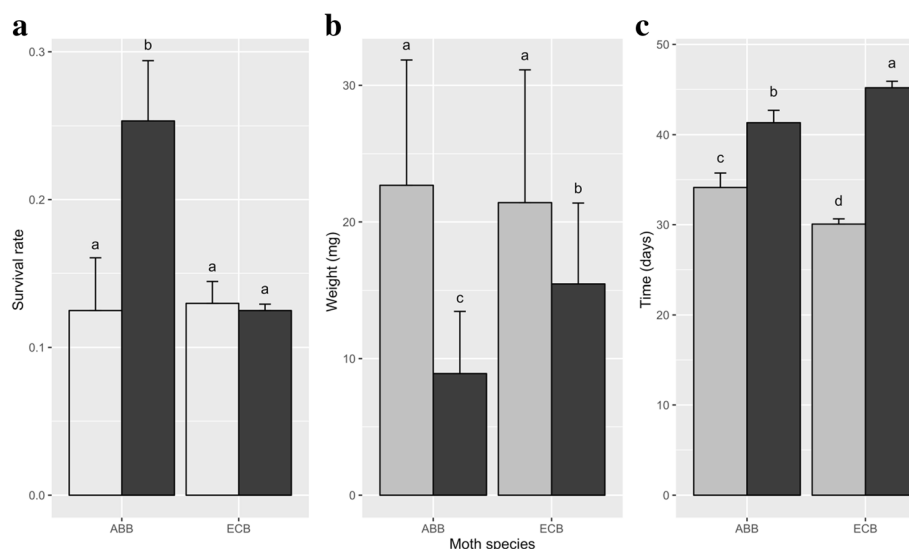 a
Survival rate
0.3
0.2
0.1
0.0
a
b
a
a
ABB
ECB
b
Weight (mg)
30
20
10
0
a
c
a
b
ABB
ECB
Moth species
c
Time (days)
50
40
30
20
10
0
c
b
d
a
ABB
ECB